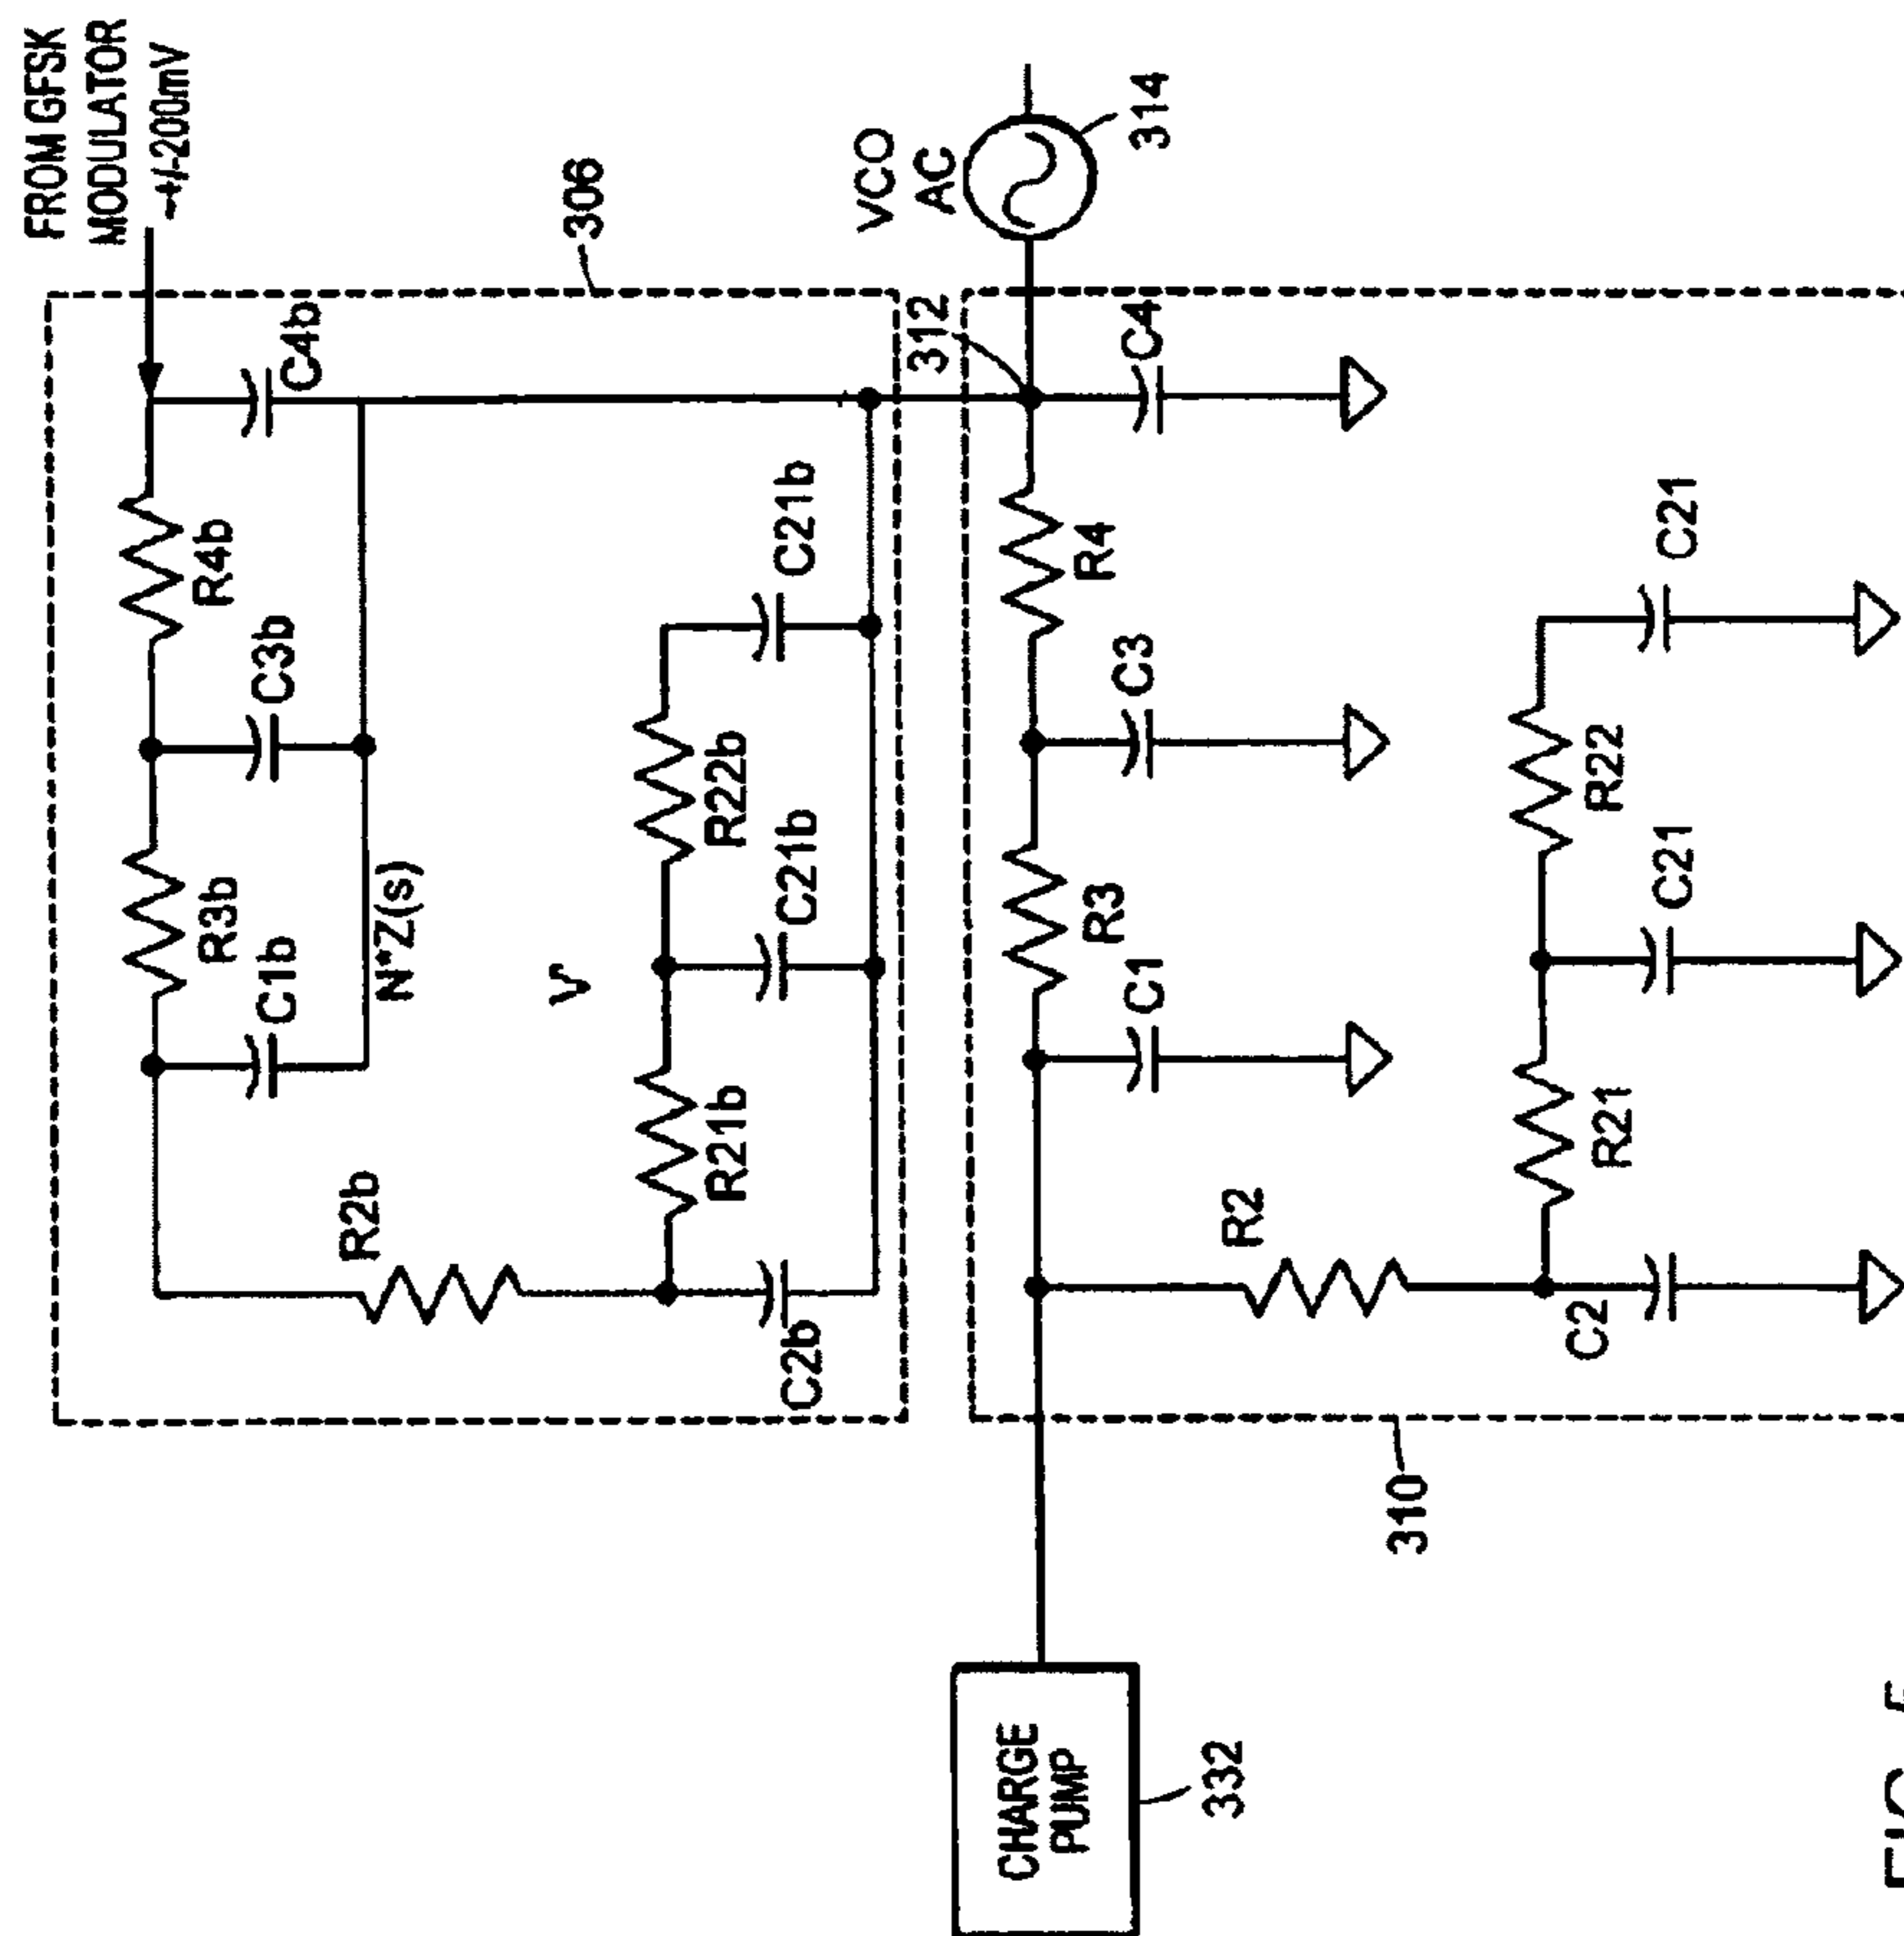 FROM GFSK
MODULATOR
~+/-200mV
306
R4b
C4b
C3b
R3b
C1b
N*Z(s)
R2b
V
R22b
C21b
R21b
C21b
C2b
VCO
AC
314
312
R4
C4
C3
R3
C1
R2
R22
C21
C21
R21
C2
310
CHARGE
PUMP
332